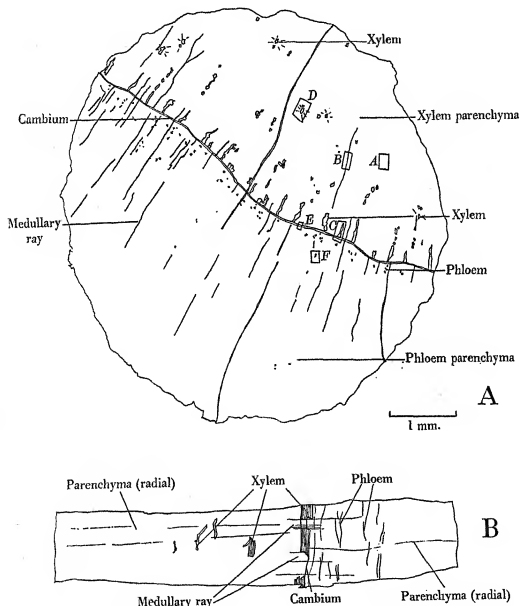 Xylem
D
Cambium
Xylem parenchyma
B
A
Medullary
ray
E
C
Xylem
F
Phloem
Phloem parenchyma
A
1 mm.
Xylem
Phloem
Parenchyma (radial)
B
Medullary ray
Cambium
Parenchyma (radial)